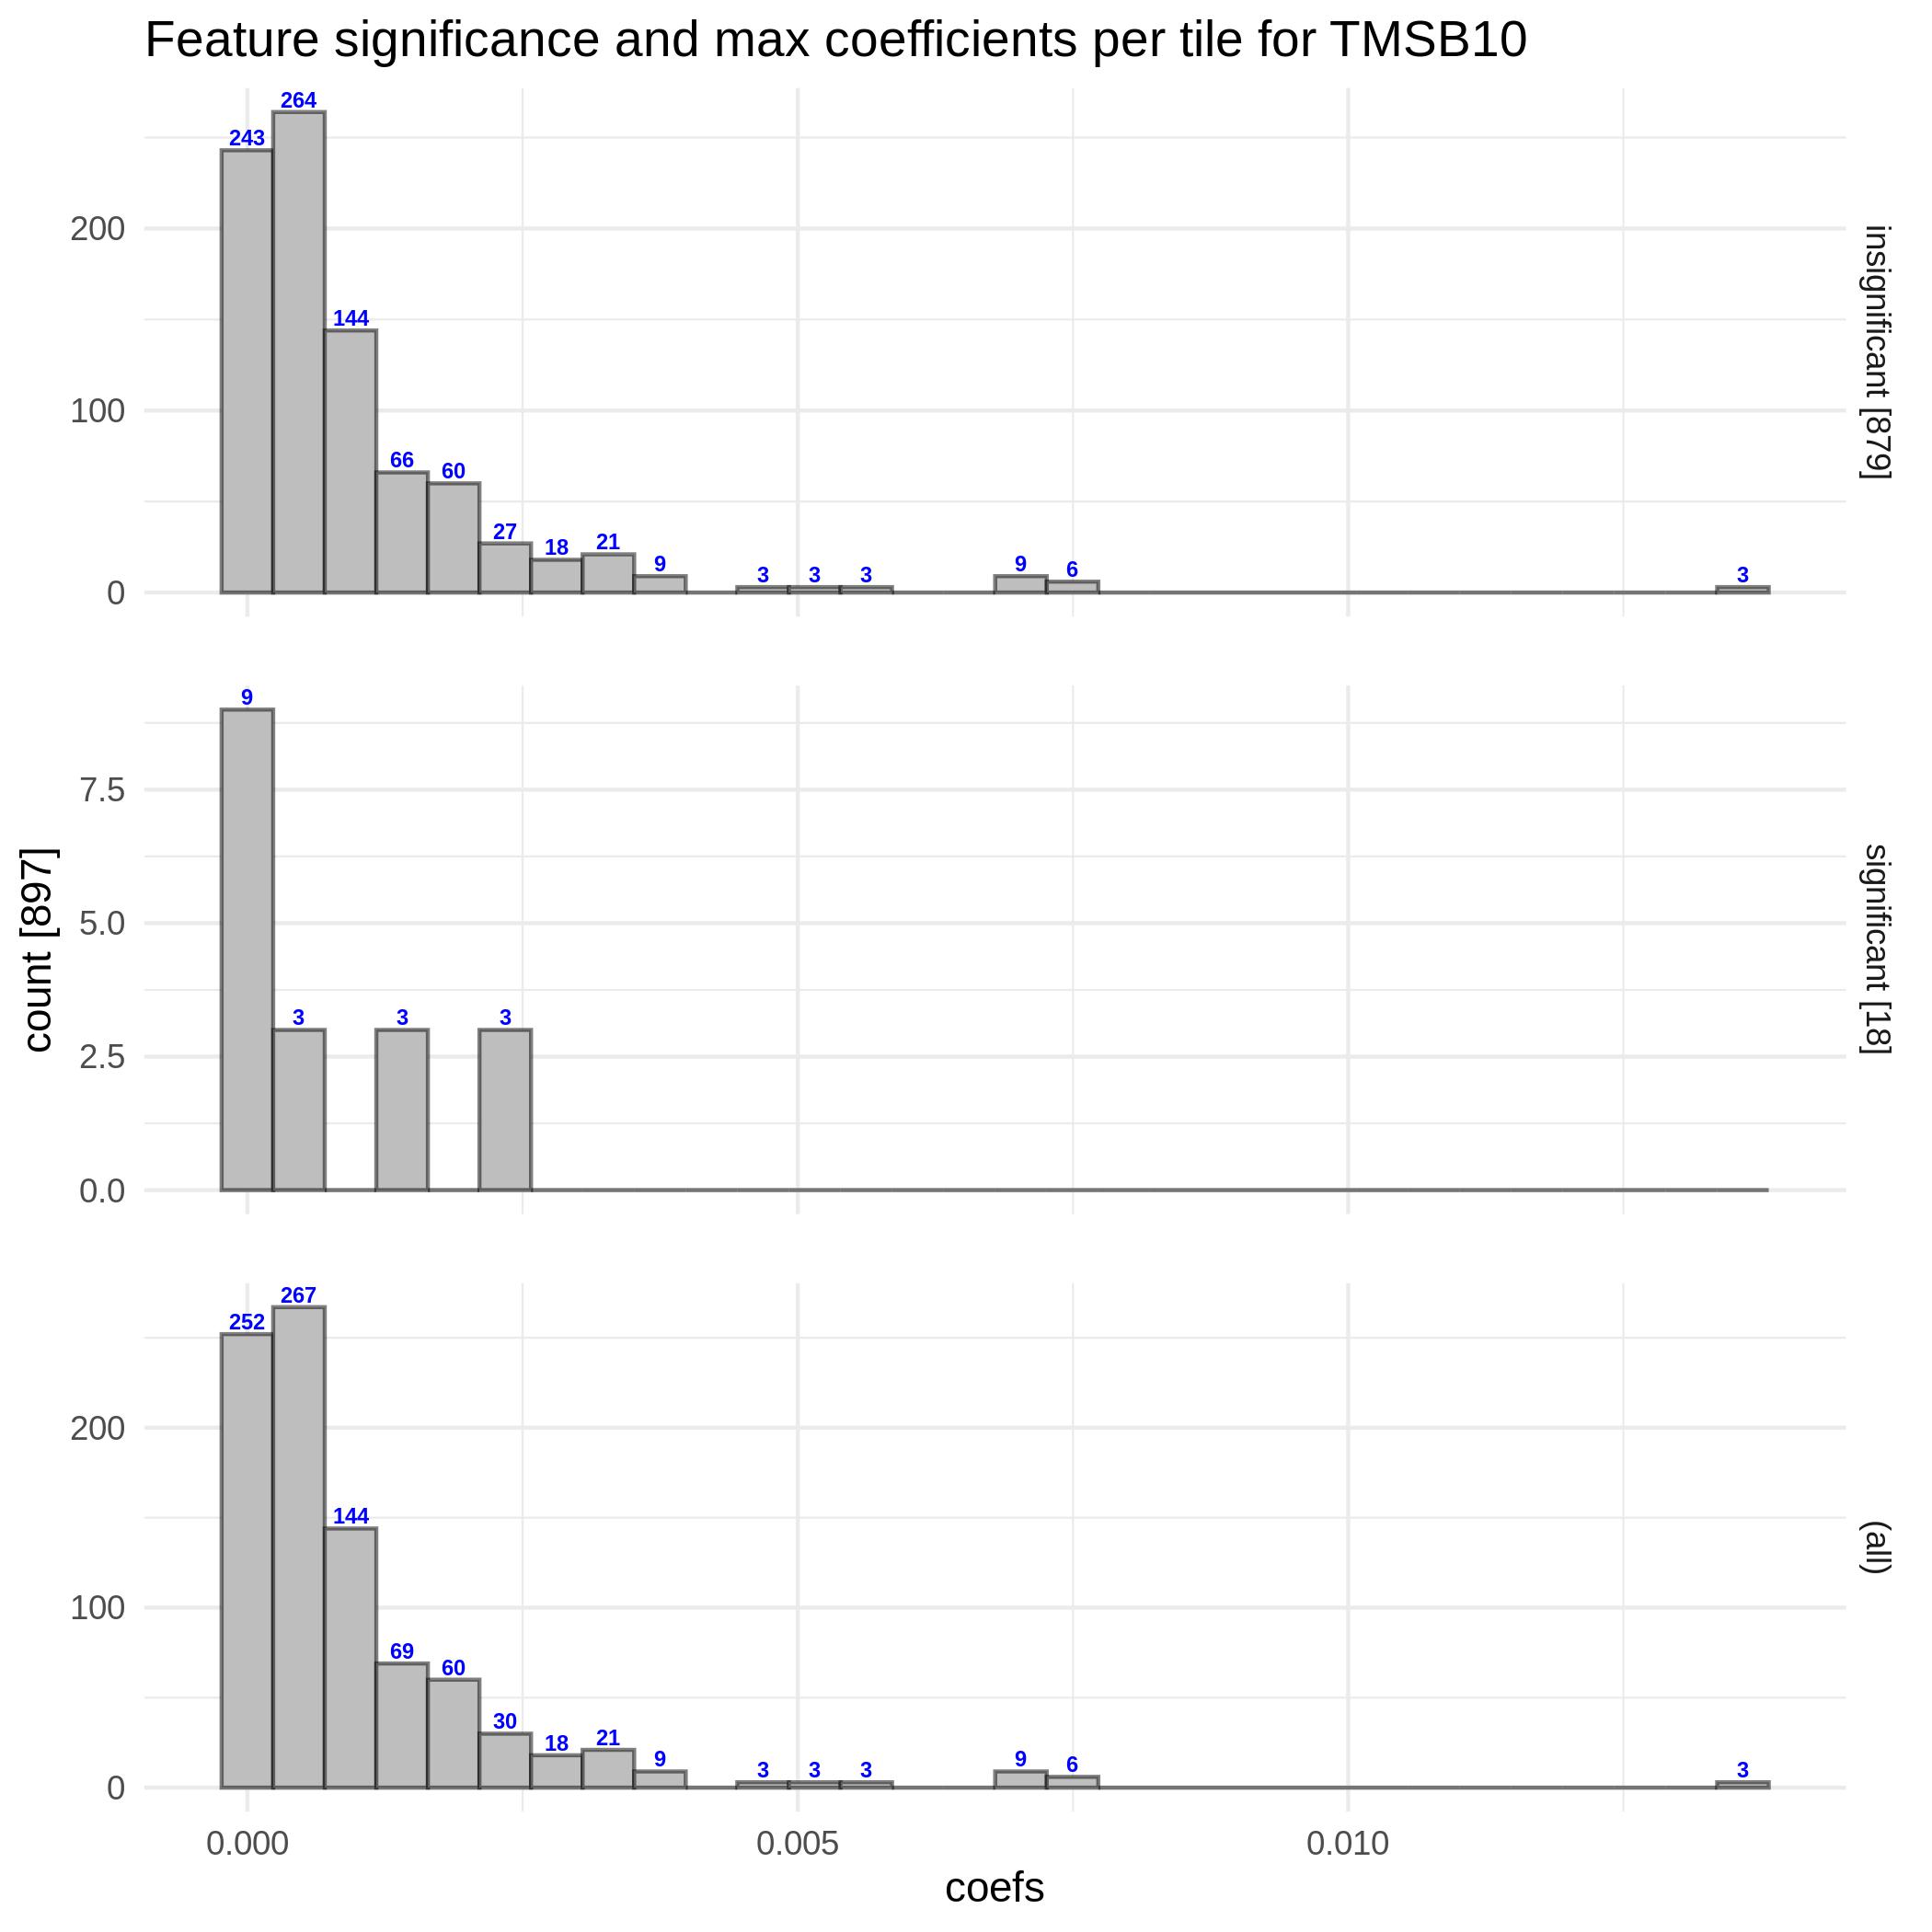 Feature significance and max coefficients per tile for TMSB10
243 264 144 66 60 27 18 21 9 3 3 3 9 6 3
200
100
0
insignificant [879]
9 3 3 3
7.5
5.0
2.5
0.0
significant [18]
count [897]
252 267 144 69 60 30 18 21 9 3 3 3 9 6 3
200
100
0
(all)
0.000 0.005 0.010
coefs